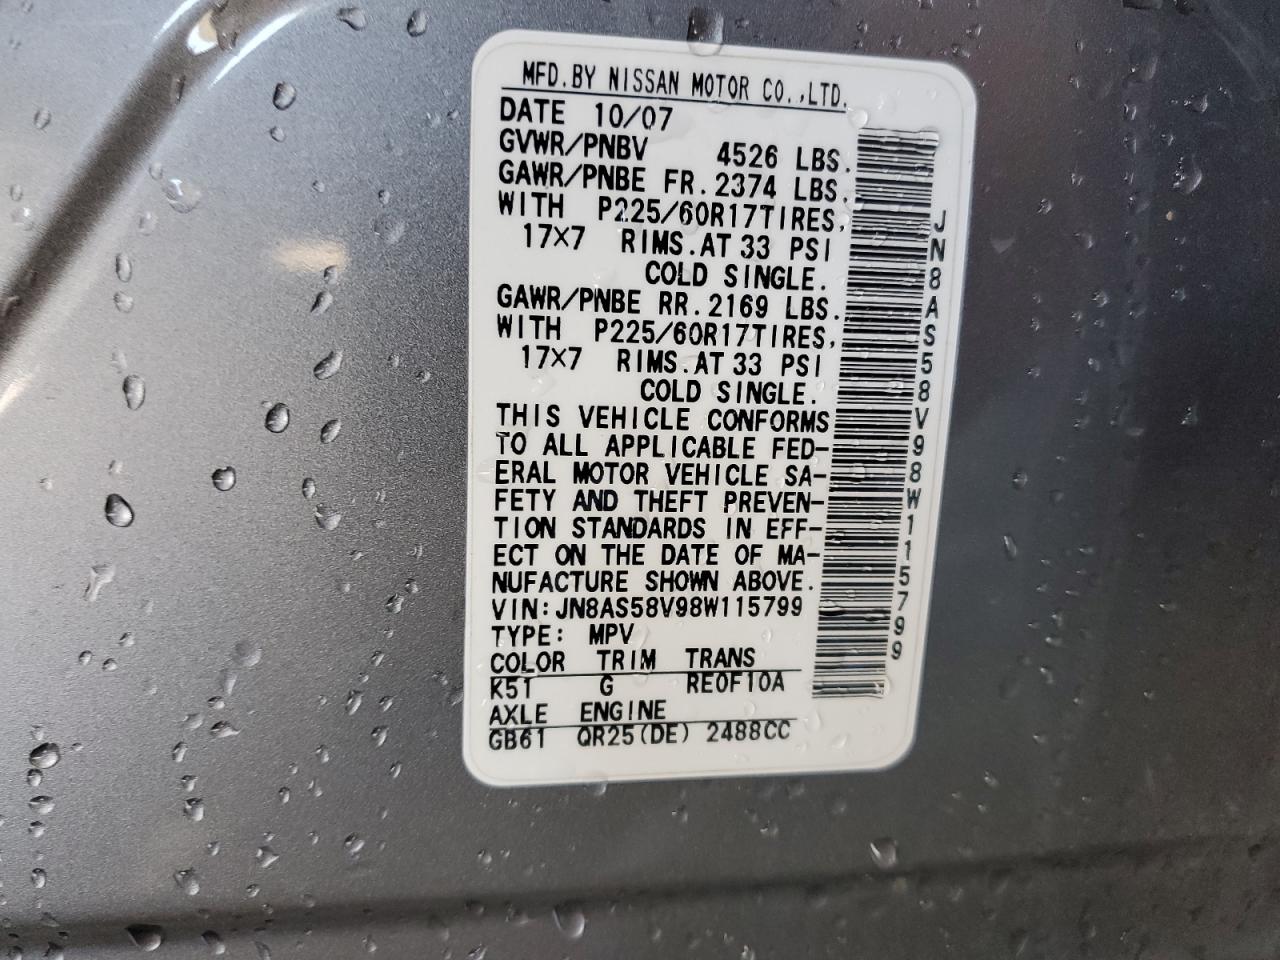 MFD.BY NISSAN MOTOR CO.,LTD.
DATE 10/07
GVWR/PNBV 4526 LBS.
GAWR/PNBE FR.2374 LBS.
WITH P225/60R17TIRES,
17X7 RIMS.AT 33 PSI
COLD SINGLE.
GAWR/PNBE RR.2169 LBS.
WITH P225/60R17TIRES,
17X7 RIMS.AT 33 PSI
COLD SINGLE.
THIS VEHICLE CONFORMS
TO ALL APPLICABLE FED-
ERAL MOTOR VEHICLE SA-
FETY AND THEFT PREVEN-
TION STANDARDS IN EFF-
ECT ON THE DATE OF MA-
NUFACTURE SHOWN ABOVE.
VIN:JN8AS58V98W115799
TYPE: MPV
COLOR TRIM TRANS
K51 G RE0F10A
AXLE ENGINE
GB61 QR25(DE) 2488CC
JN8AS58V98W115799